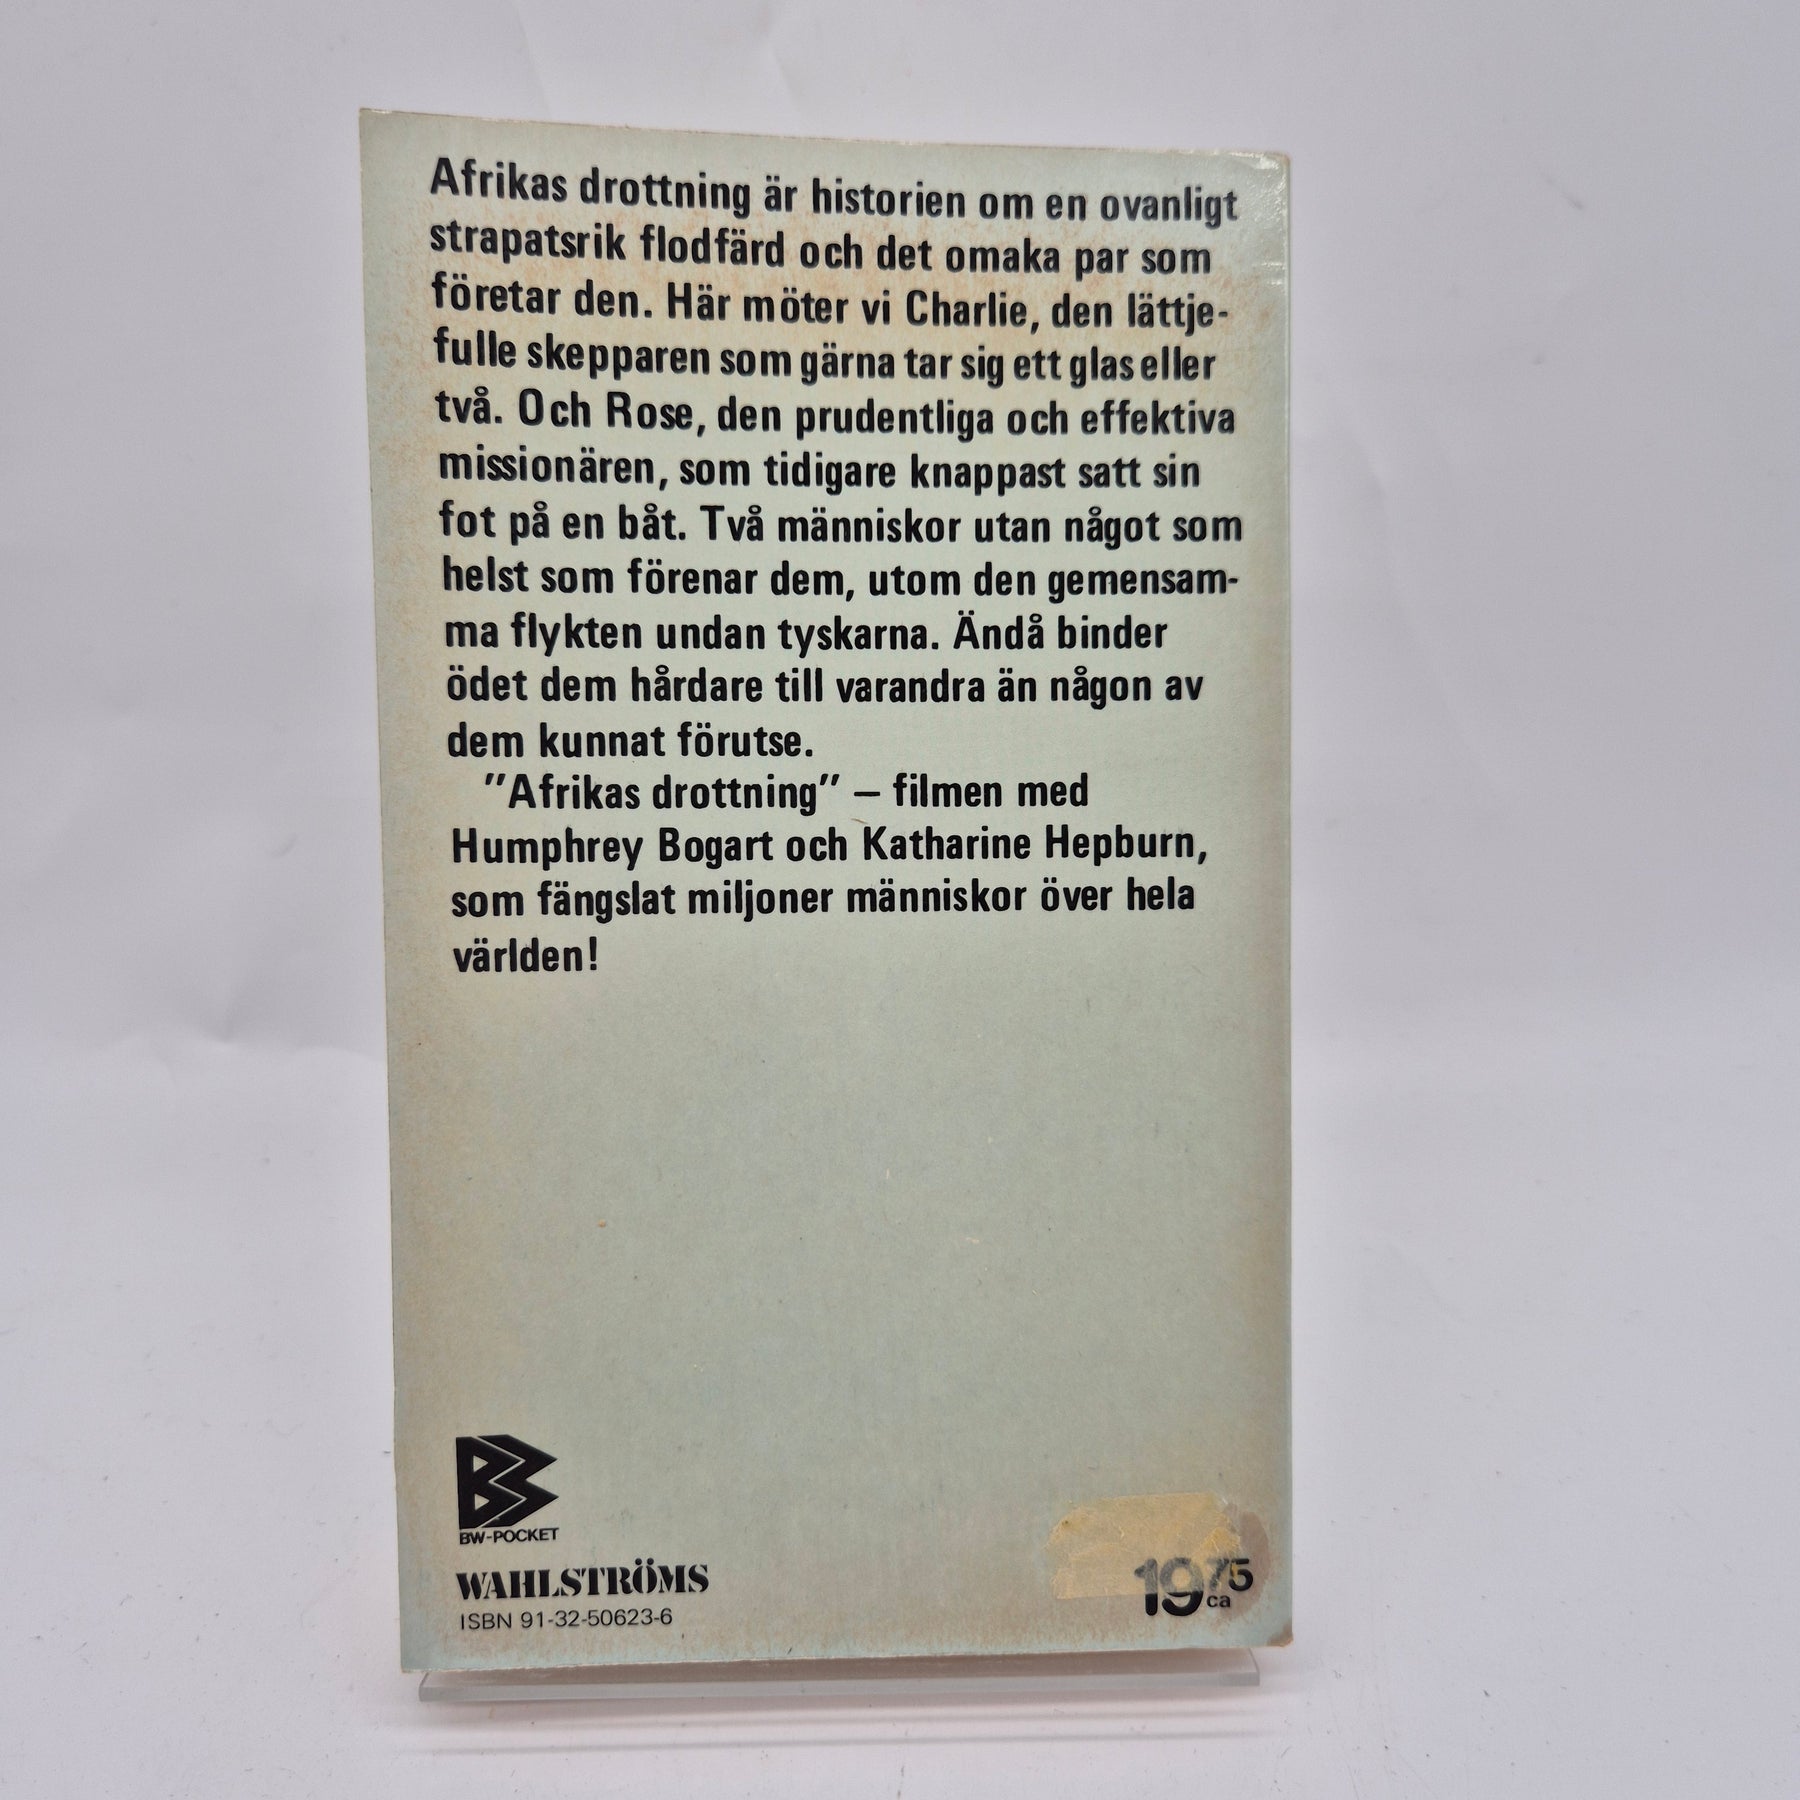 Afrikas drottning är historien om en ovanligt
strapatsrik flodfärd och det omaka par som
företar den. Här möter vi Charlie, den lättje-
fulle skepparen som gärna tar sig ett glas eller
två. Och Rose, den prudentliga och effektiva
missionären, som tidigare knappast satt sin
fot på en båt. Två människor utan något som
helst som förenar dem, utom den gemensam-
ma flykten undan tyskarna. Ändå binder
ödet dem hårdare till varandra än någon av
dem kunnat förutse.
"Afrikas drottning" – filmen med
Humphrey Bogart och Katharine Hepburn,
som fängslat miljoner människor över hela
världen!
BW-POCKET
WAHLSTRÖMS
ISBN 91-32-50623-6
19 75
ca